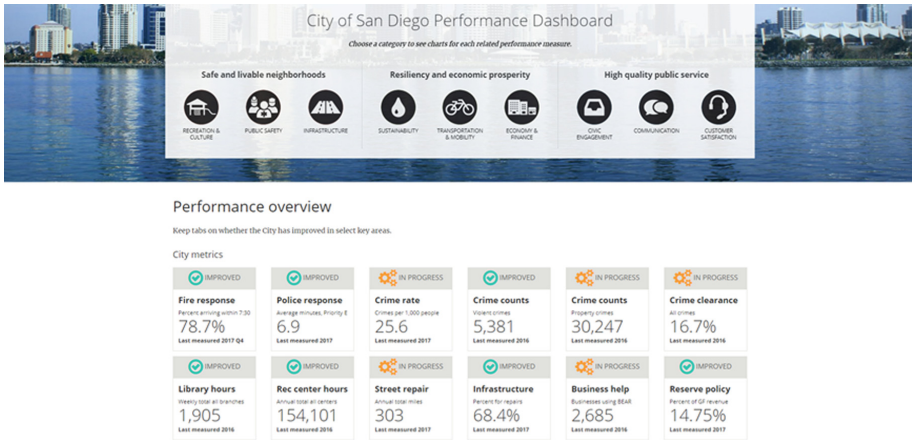 City of San Diego Performance Dashboard
Choose a category to see charts for each related performance measure.
Safe and livable neighborhoods
Resiliency and economic prosperity
High quality public service
RECREATION &
CULTURE
PUBLIC SAFETY
INFRASTRUCTURE
SUSTAINABILITY
TRANSPORTATION
& MOBILITY
ECONOMY &
FINANCE
CIVIC
ENGAGEMENT
COMMUNICATION
CUSTOMER
SATISFACTION
Performance overview
Keep tabs on whether the City has improved in select key areas.
City metrics
IMPROVED
Fire response
Percent arriving within 7:30
78.7%
Last measured 2017 Q4
IMPROVED
Police response
Average minutes, Priority E
6.9
Last measured 2017
IN PROGRESS
Crime rate
Crimes per 1,000 people
25.6
Last measured 2017
IMPROVED
Crime counts
Violent crimes
5,381
Last measured 2016
IN PROGRESS
Crime counts
Property crimes
30,247
Last measured 2016
IN PROGRESS
Crime clearance
All crimes
16.7%
Last measured 2016
IMPROVED
Library hours
Weekly total all branches
1,905
Last measured 2016
IMPROVED
Rec center hours
Annual total all centers
154,101
Last measured 2016
IN PROGRESS
Street repair
Annual total miles
303
Last measured 2017
IMPROVED
Infrastructure
Percent for repairs
68.4%
Last measured 2017
IN PROGRESS
Business help
Businesses using BEAR
2,685
Last measured 2016
IMPROVED
Reserve policy
Percent of GF revenue
14.75%
Last measured 2017